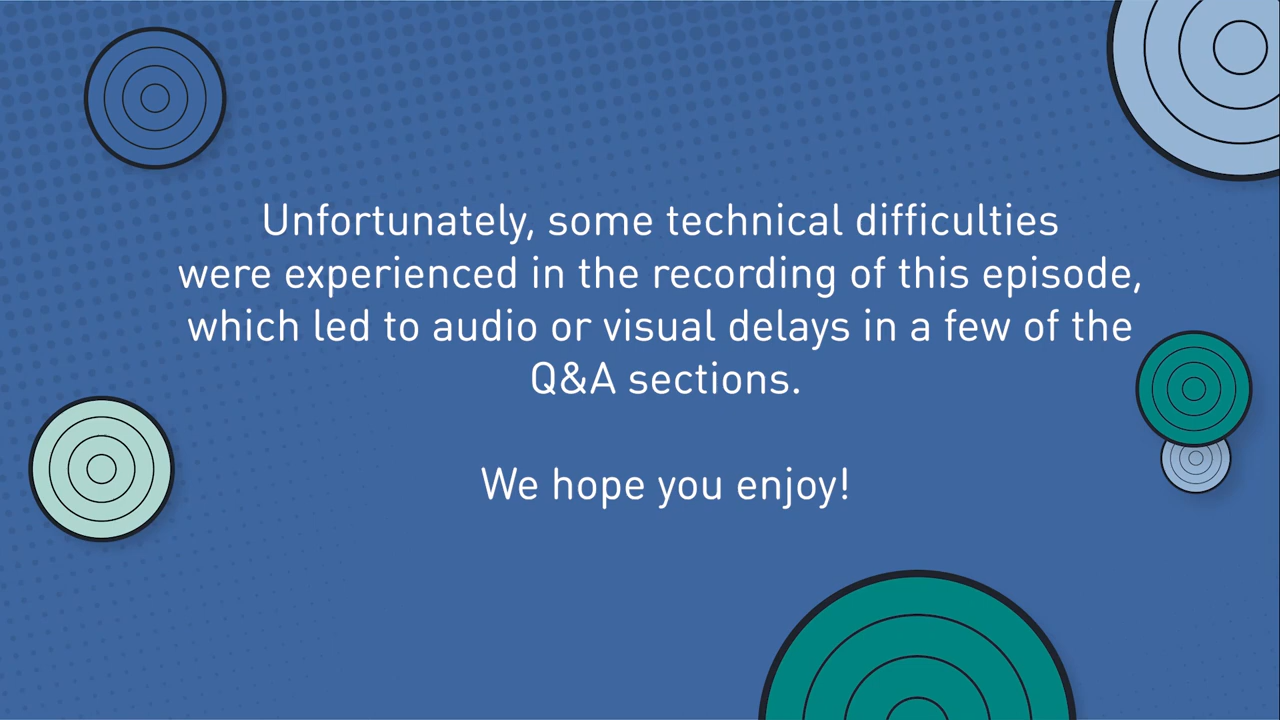 Unfortunately, some technical difficulties
were experienced in the recording of this episode,
which led to audio or visual delays in a few of the
Q&A sections.
We hope you enjoy!